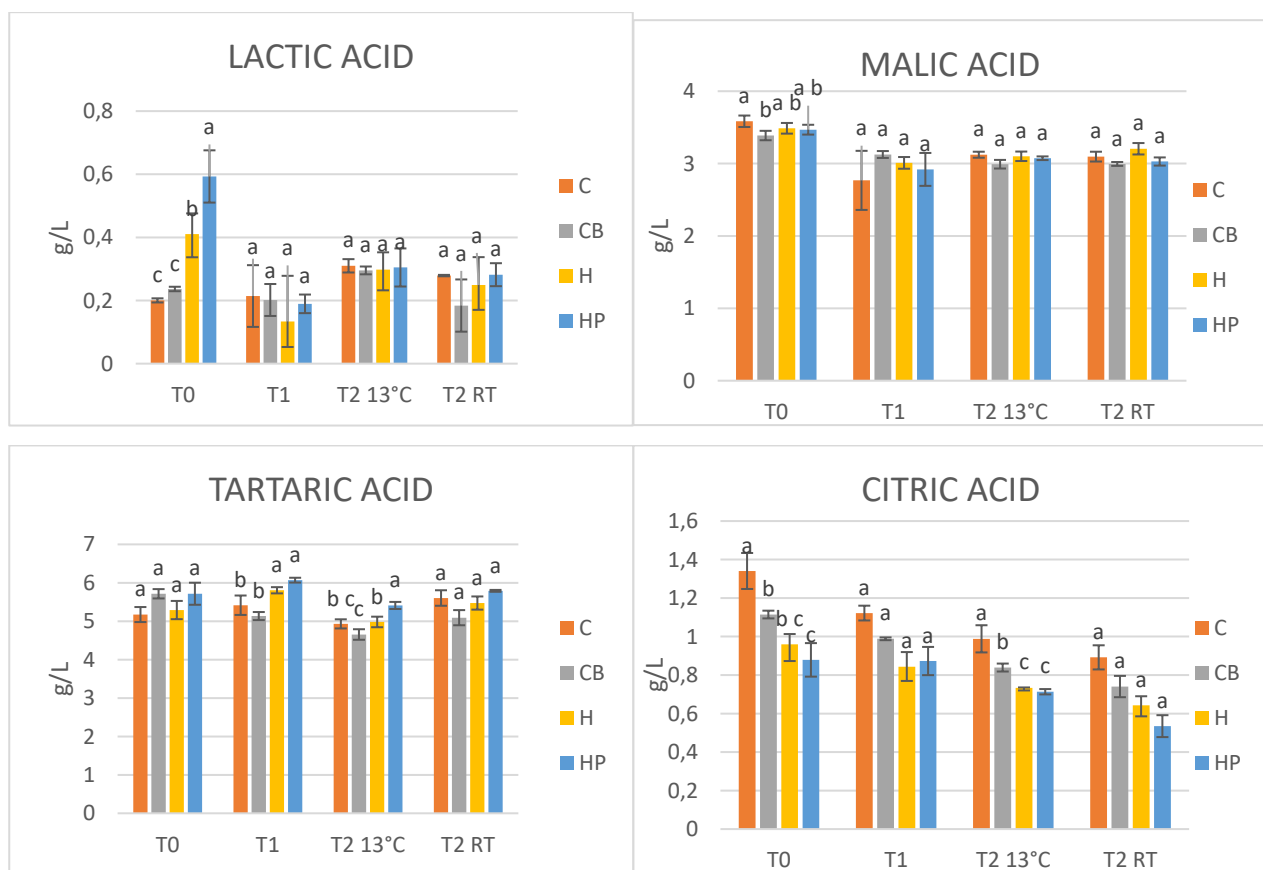 LACTIC ACID
0,8
0,6
0,4
0,2
0
g/L
c c b a
a a a a
a a a a
a a a a
T0 T1 T2 13°C T2 RT
C
CB
H
HP
MALIC ACID
4
3
2
1
0
g/L
a b a b a b
a a a a
a a a a
a a a a
T0 T1 T2 13°C T2 RT
C
CB
H
HP
TARTARIC ACID
7
6
5
4
3
2
1
0
g/L
a a a a
b b a a
b c c b a
a a a a
T0 T1 T2 13°C T2 RT
C
CB
H
HP
CITRIC ACID
1,6
1,4
1,2
1
0,8
0,6
0,4
0,2
0
g/L
a b b c c
a a a a
a b c c
a a a a
T0 T1 T2 13°C T2 RT
C
CB
H
HP